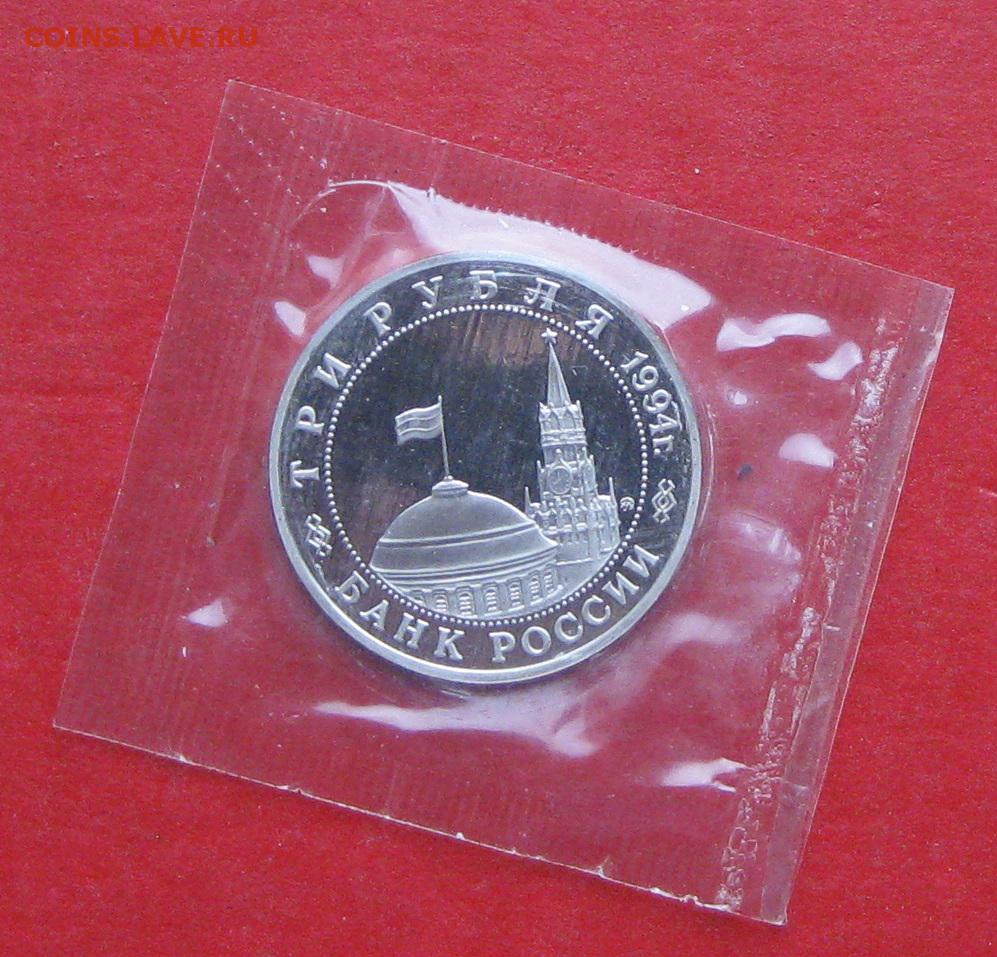 COINS.LAVE.RU
ТРИ РУБЛЯ 1994г.
БАНК РОССИИ